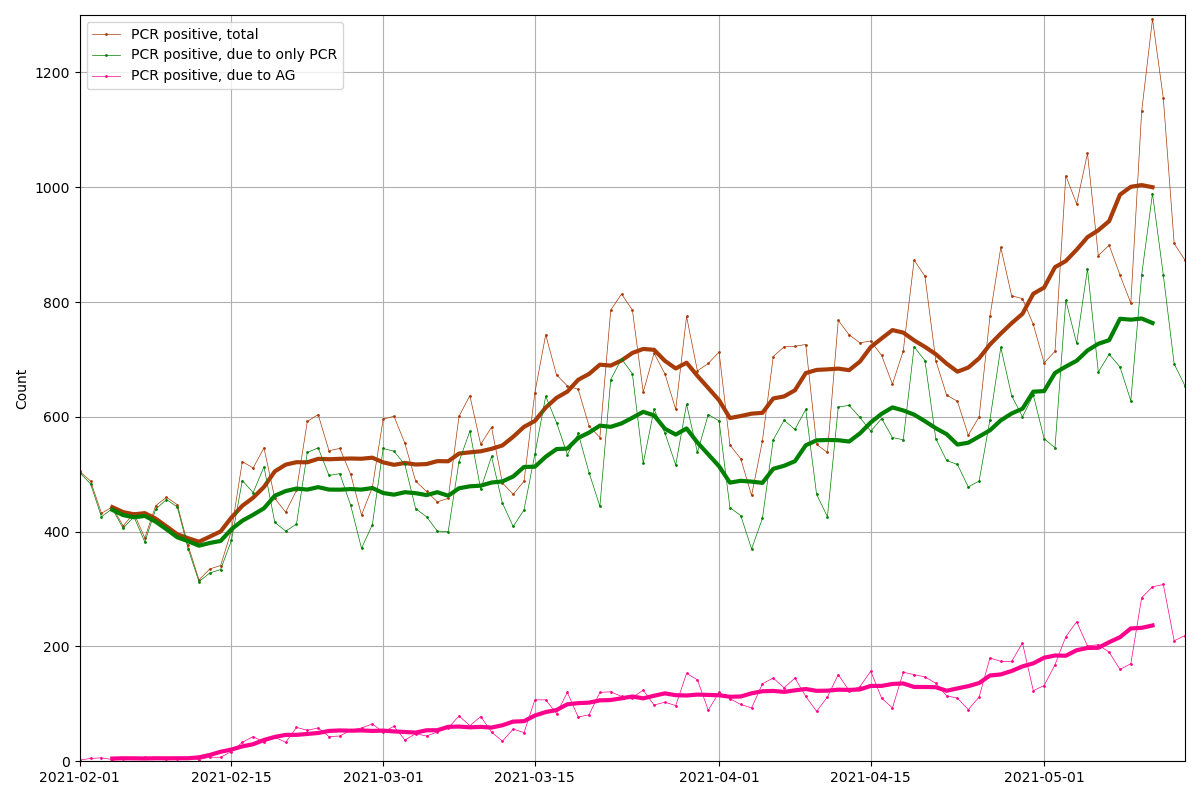 PCR positive, total
PCR positive, due to only PCR
PCR positive, due to AG
Count
1200
1000
800
600
400
200
0
2021-02-01 2021-02-15 2021-03-01 2021-03-15 2021-04-01 2021-04-15 2021-05-01